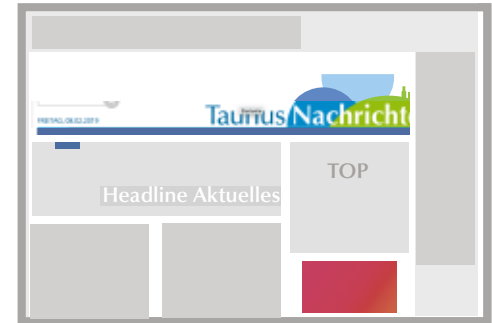 Taunus Nachricht
FREITAG, 08.02.2019
TOP
Headline Aktuelles